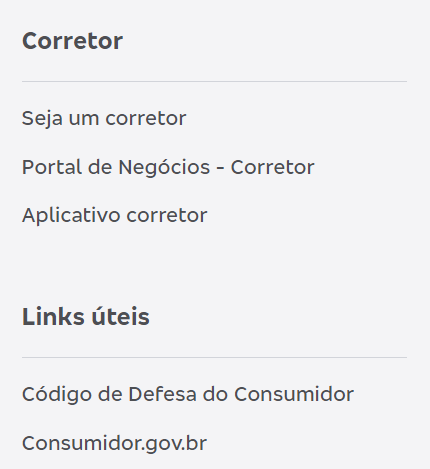 Corretor
Seja um corretor
Portal de Negócios - Corretor
Aplicativo corretor
Links úteis
Código de Defesa do Consumidor
Consumidor.gov.br